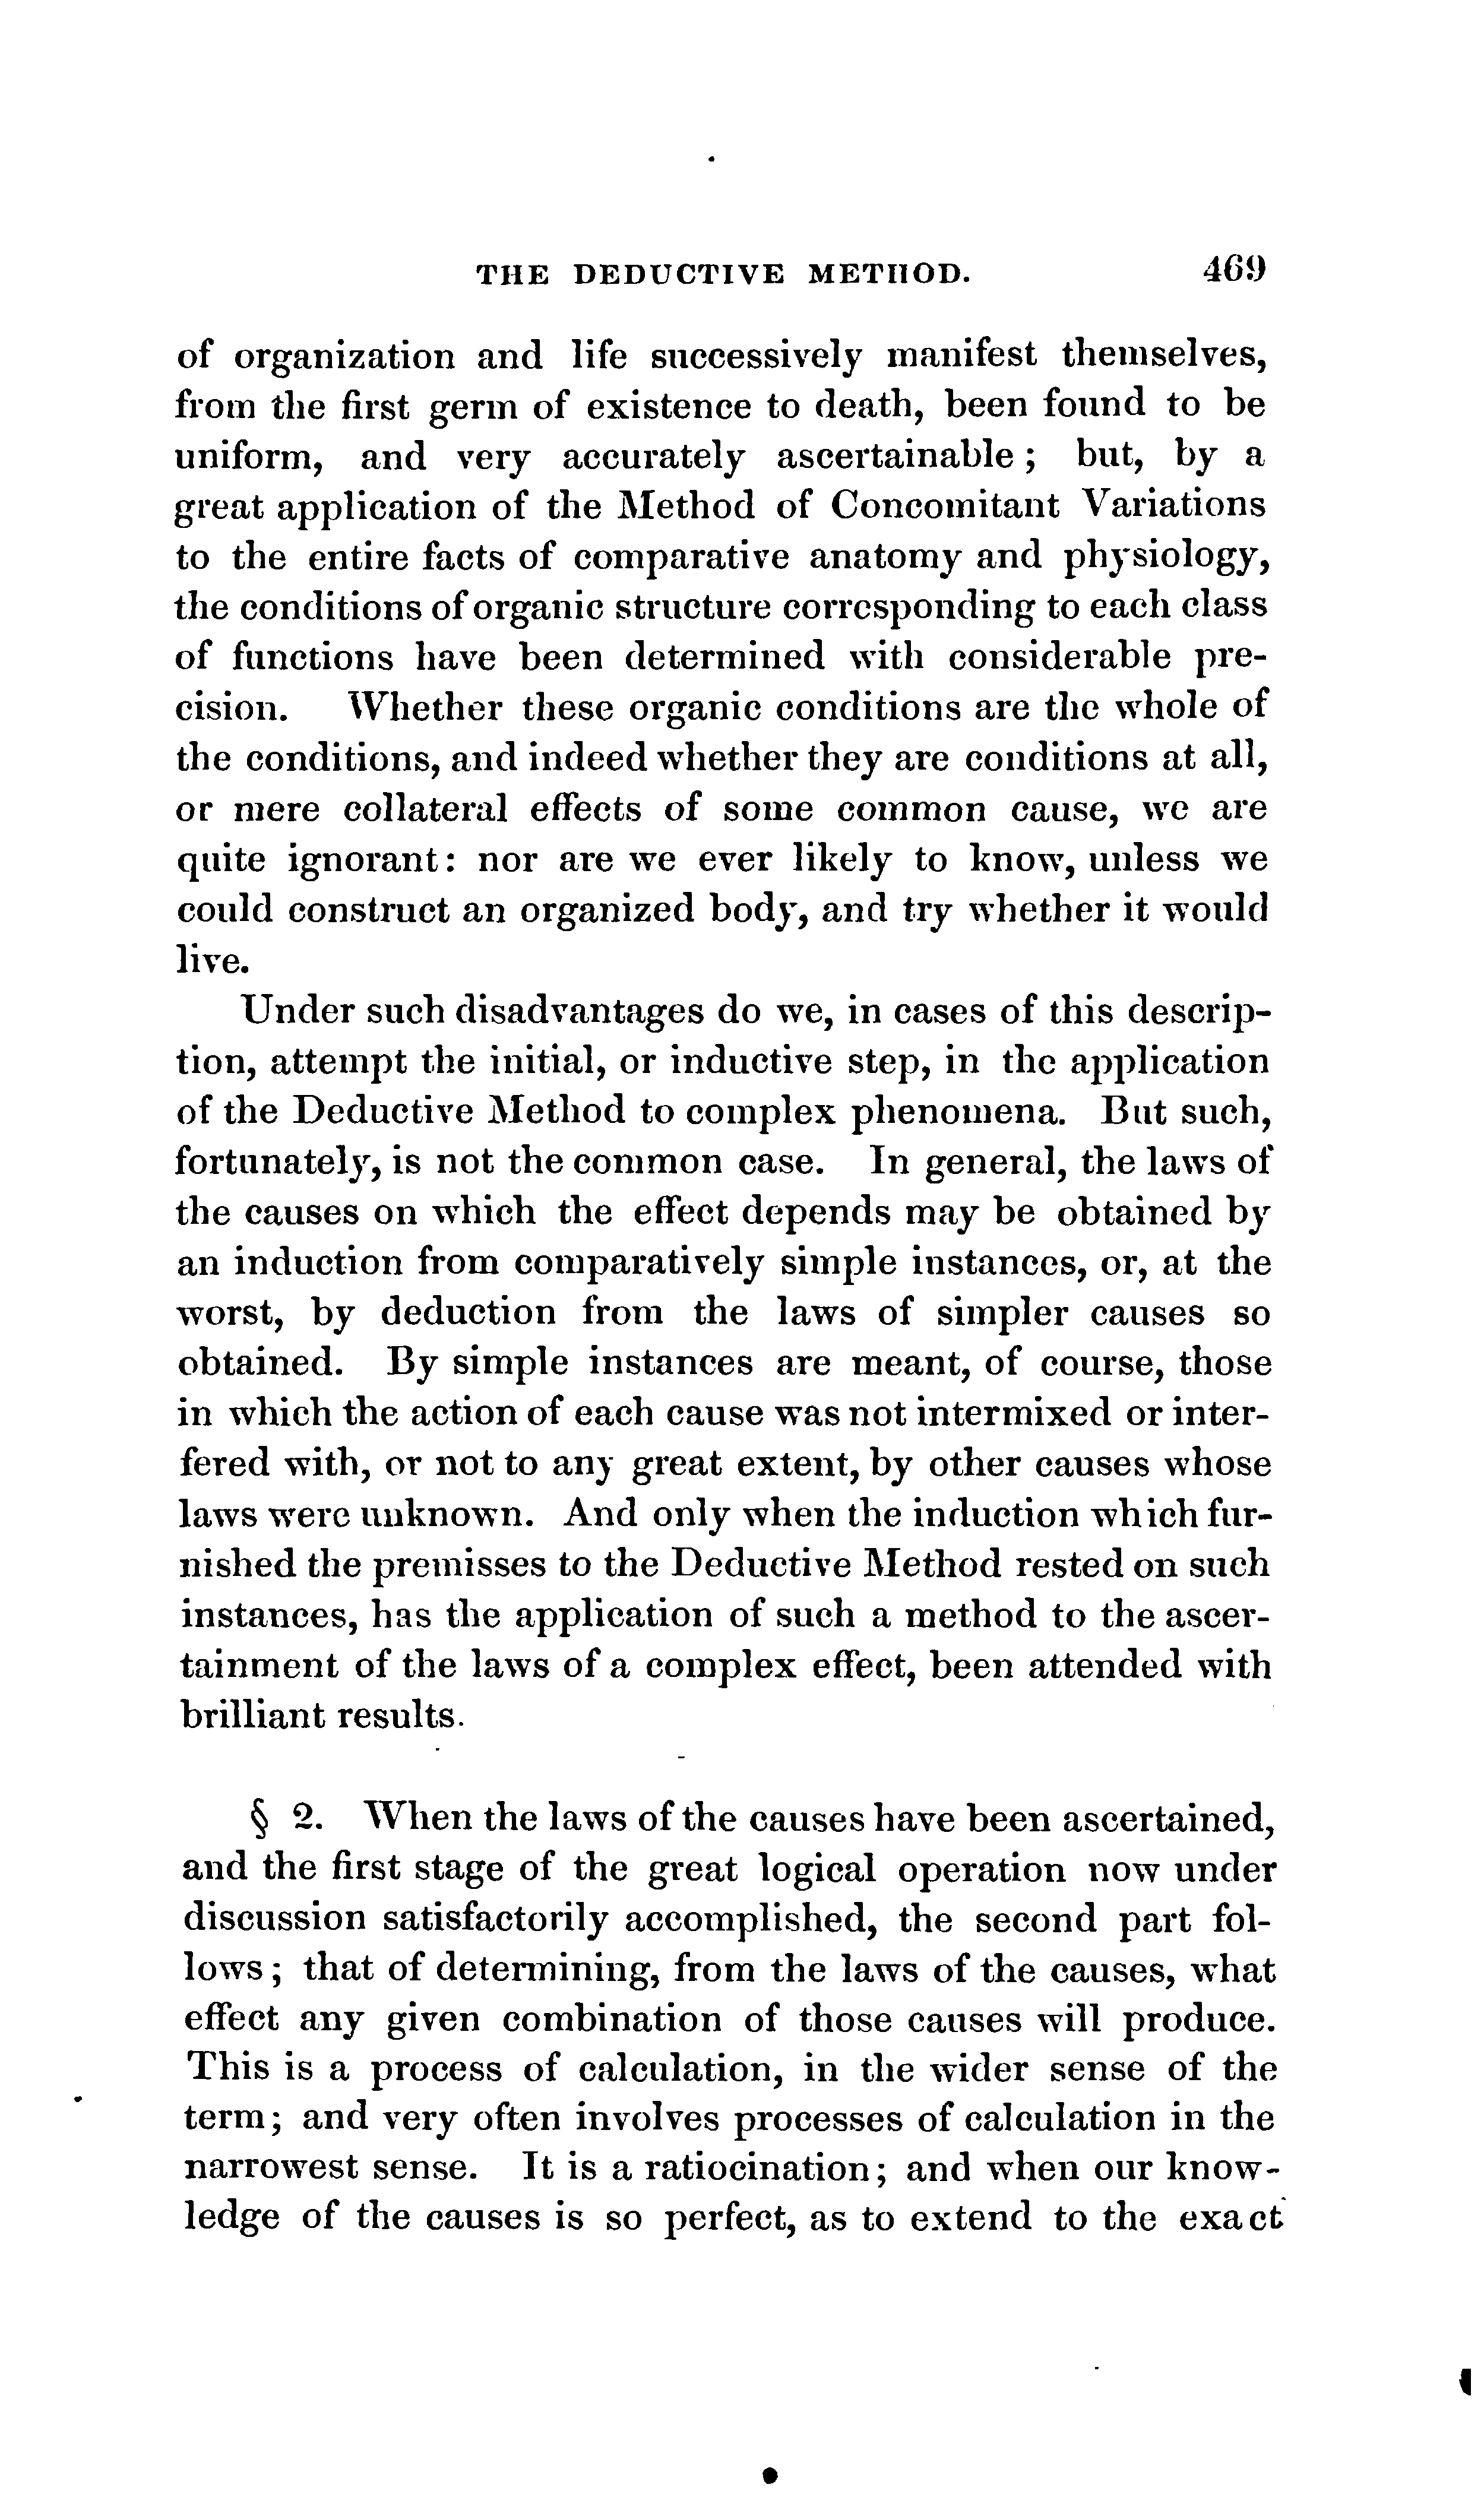 THE DEDUCTIVE METHOD. 469
of organization and life successively manifest themselves,
from the first germ of existence to death, been found to be
uniform, and very accurately ascertainable; but, by a
great application of the Method of Concomitant Variations
to the entire facts of comparative anatomy and physiology,
the conditions of organic structure corresponding to each class
of functions have been determined with considerable pre-
cision. Whether these organic conditions are the whole of
the conditions, and indeed whether they are conditions at all,
or mere collateral effects of some common cause, we are
quite ignorant: nor are we ever likely to know, unless we
could construct an organized body, and try whether it would
live.
Under such disadvantages do we, in cases of this descrip-
tion, attempt the initial, or inductive step, in the application
of the Deductive Method to complex phenomena. But such,
fortunately, is not the common case. In general, the laws of
the causes on which the effect depends may be obtained by
an induction from comparatively simple instances, or, at the
worst, by deduction from the laws of simpler causes so
obtained. By simple instances are meant, of course, those
in which the action of each cause was not intermixed or inter-
fered with, or not to any great extent, by other causes whose
laws were unknown. And only when the induction which fur-
nished the premisses to the Deductive Method rested on such
instances, has the application of such a method to the ascer-
tainment of the laws of a complex effect, been attended with
brilliant results.
§ 2. When the laws of the causes have been ascertained,
and the first stage of the great logical operation now under
discussion satisfactorily accomplished, the second part fol-
lows; that of determining, from the laws of the causes, what
effect any given combination of those causes will produce.
This is a process of calculation, in the wider sense of the
term; and very often involves processes of calculation in the
narrowest sense. It is a ratiocination; and when our know-
ledge of the causes is so perfect, as to extend to the exact